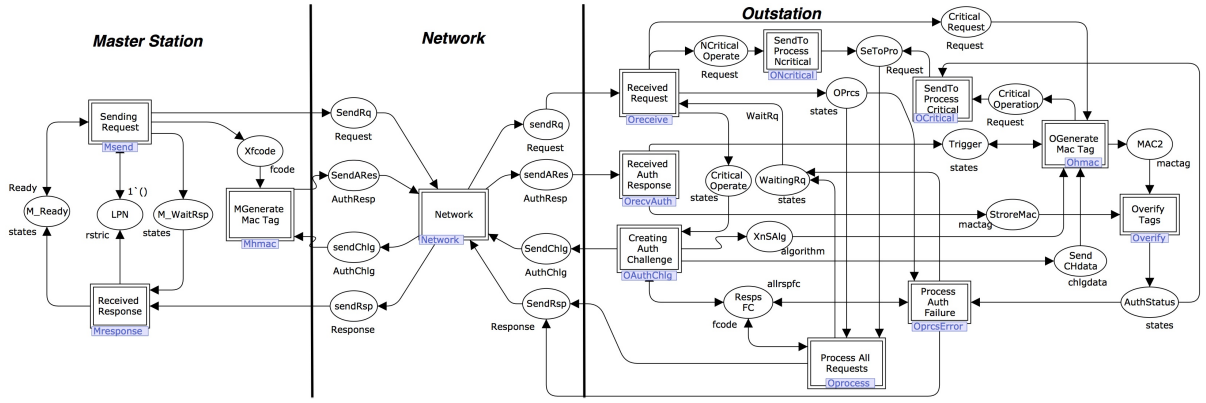 Master Station
Network
Outstation
Sending
Request
Msend
Ready
M_Ready
states
1`()
LPN
rstric
M_WaitRsp
states
Xfcode
fcode
MGenerate
Mac Tag
Mhmac
Received
Response
Mresponse
SendRq
Request
SendARes
AuthResp
sendChlg
AuthChlg
sendRsp
Response
Network
Network
sendRq
Request
sendARes
AuthResp
SendChlg
AuthChlg
SendRsp
Response
Received
Request
Oreceive
NCritical
Operate
Request
SendTo
Process
Ncritical
ONcritical
SeToPro
Request
Critical
Request
Request
OPrcs
states
WaitRq
SendTo
Process
Critical
OCritical
Critical
Operation
Request
Received
Auth
Response
OrecvAuth
Critical
Operate
states
WaitingRq
states
Trigger
states
OGenerate
Mac Tag
Ohmac
MAC2
mactag
StroreMac
mactag
Overify
Tags
Overify
Creating
Auth
Challenge
OAuthChlg
XnSAlg
algorithm
Send
CHdata
chlgdata
Resps
FC
allrspfc
fcode
Process
Auth
Failure
OprcsError
AuthStatus
states
Process All
Requests
Oprocess